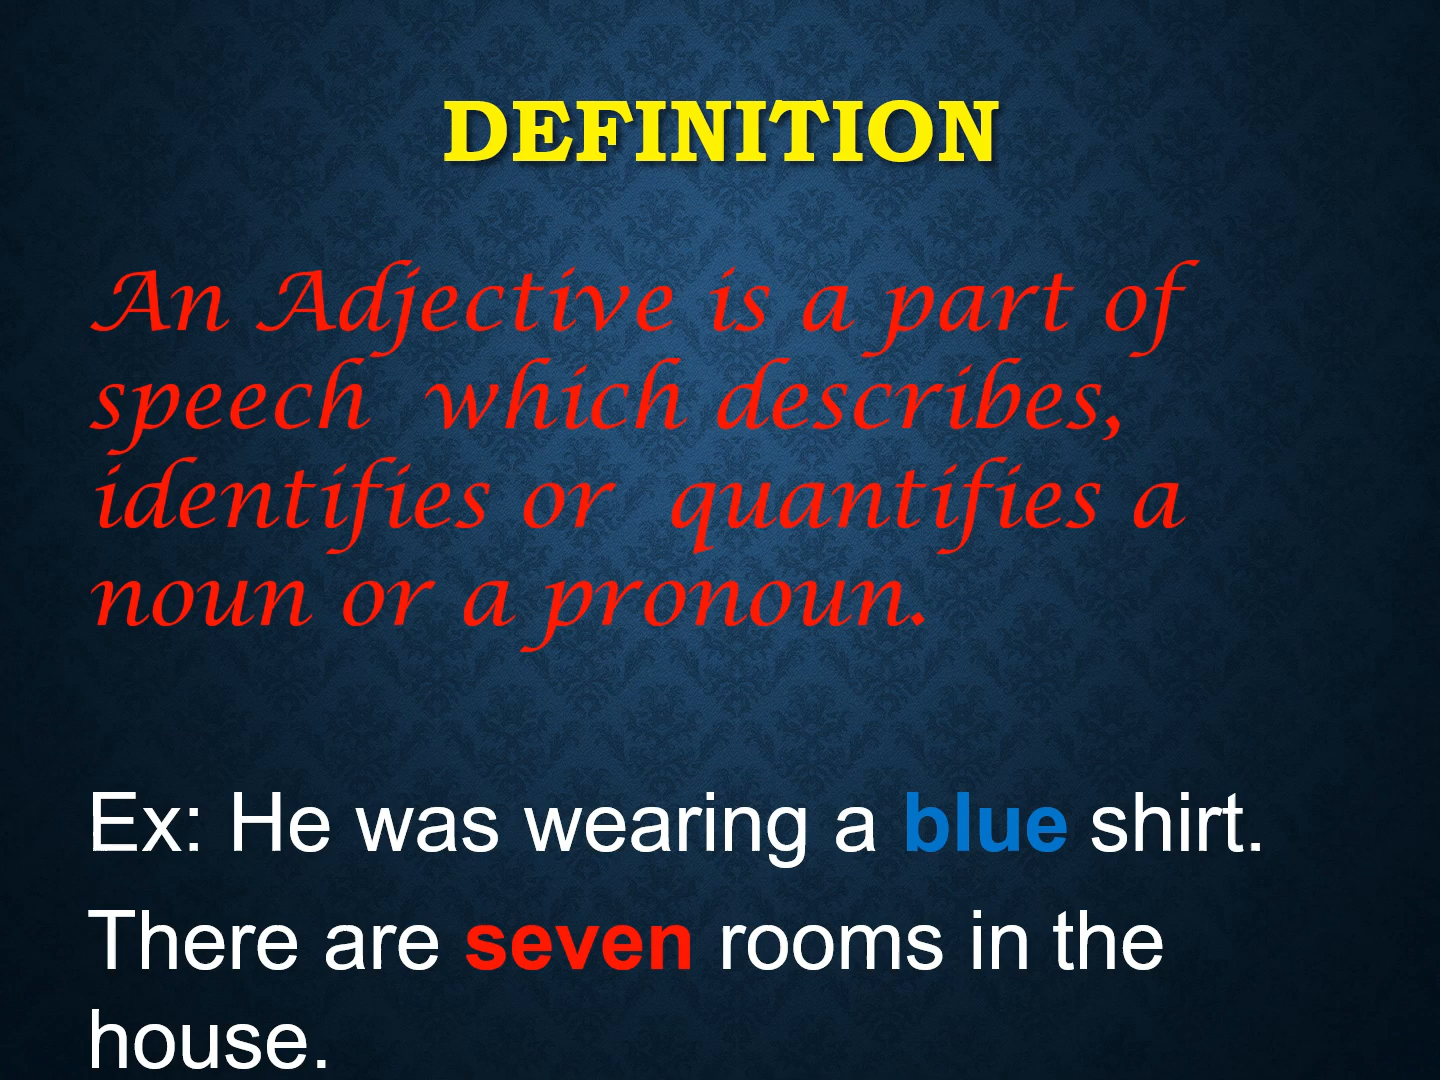 DEFINITION
An Adjective is a part of
speech which describes,
identifies or quantifies a
noun or a pronoun.
Ex: He was wearing a blue shirt.
There are seven rooms in the
house.